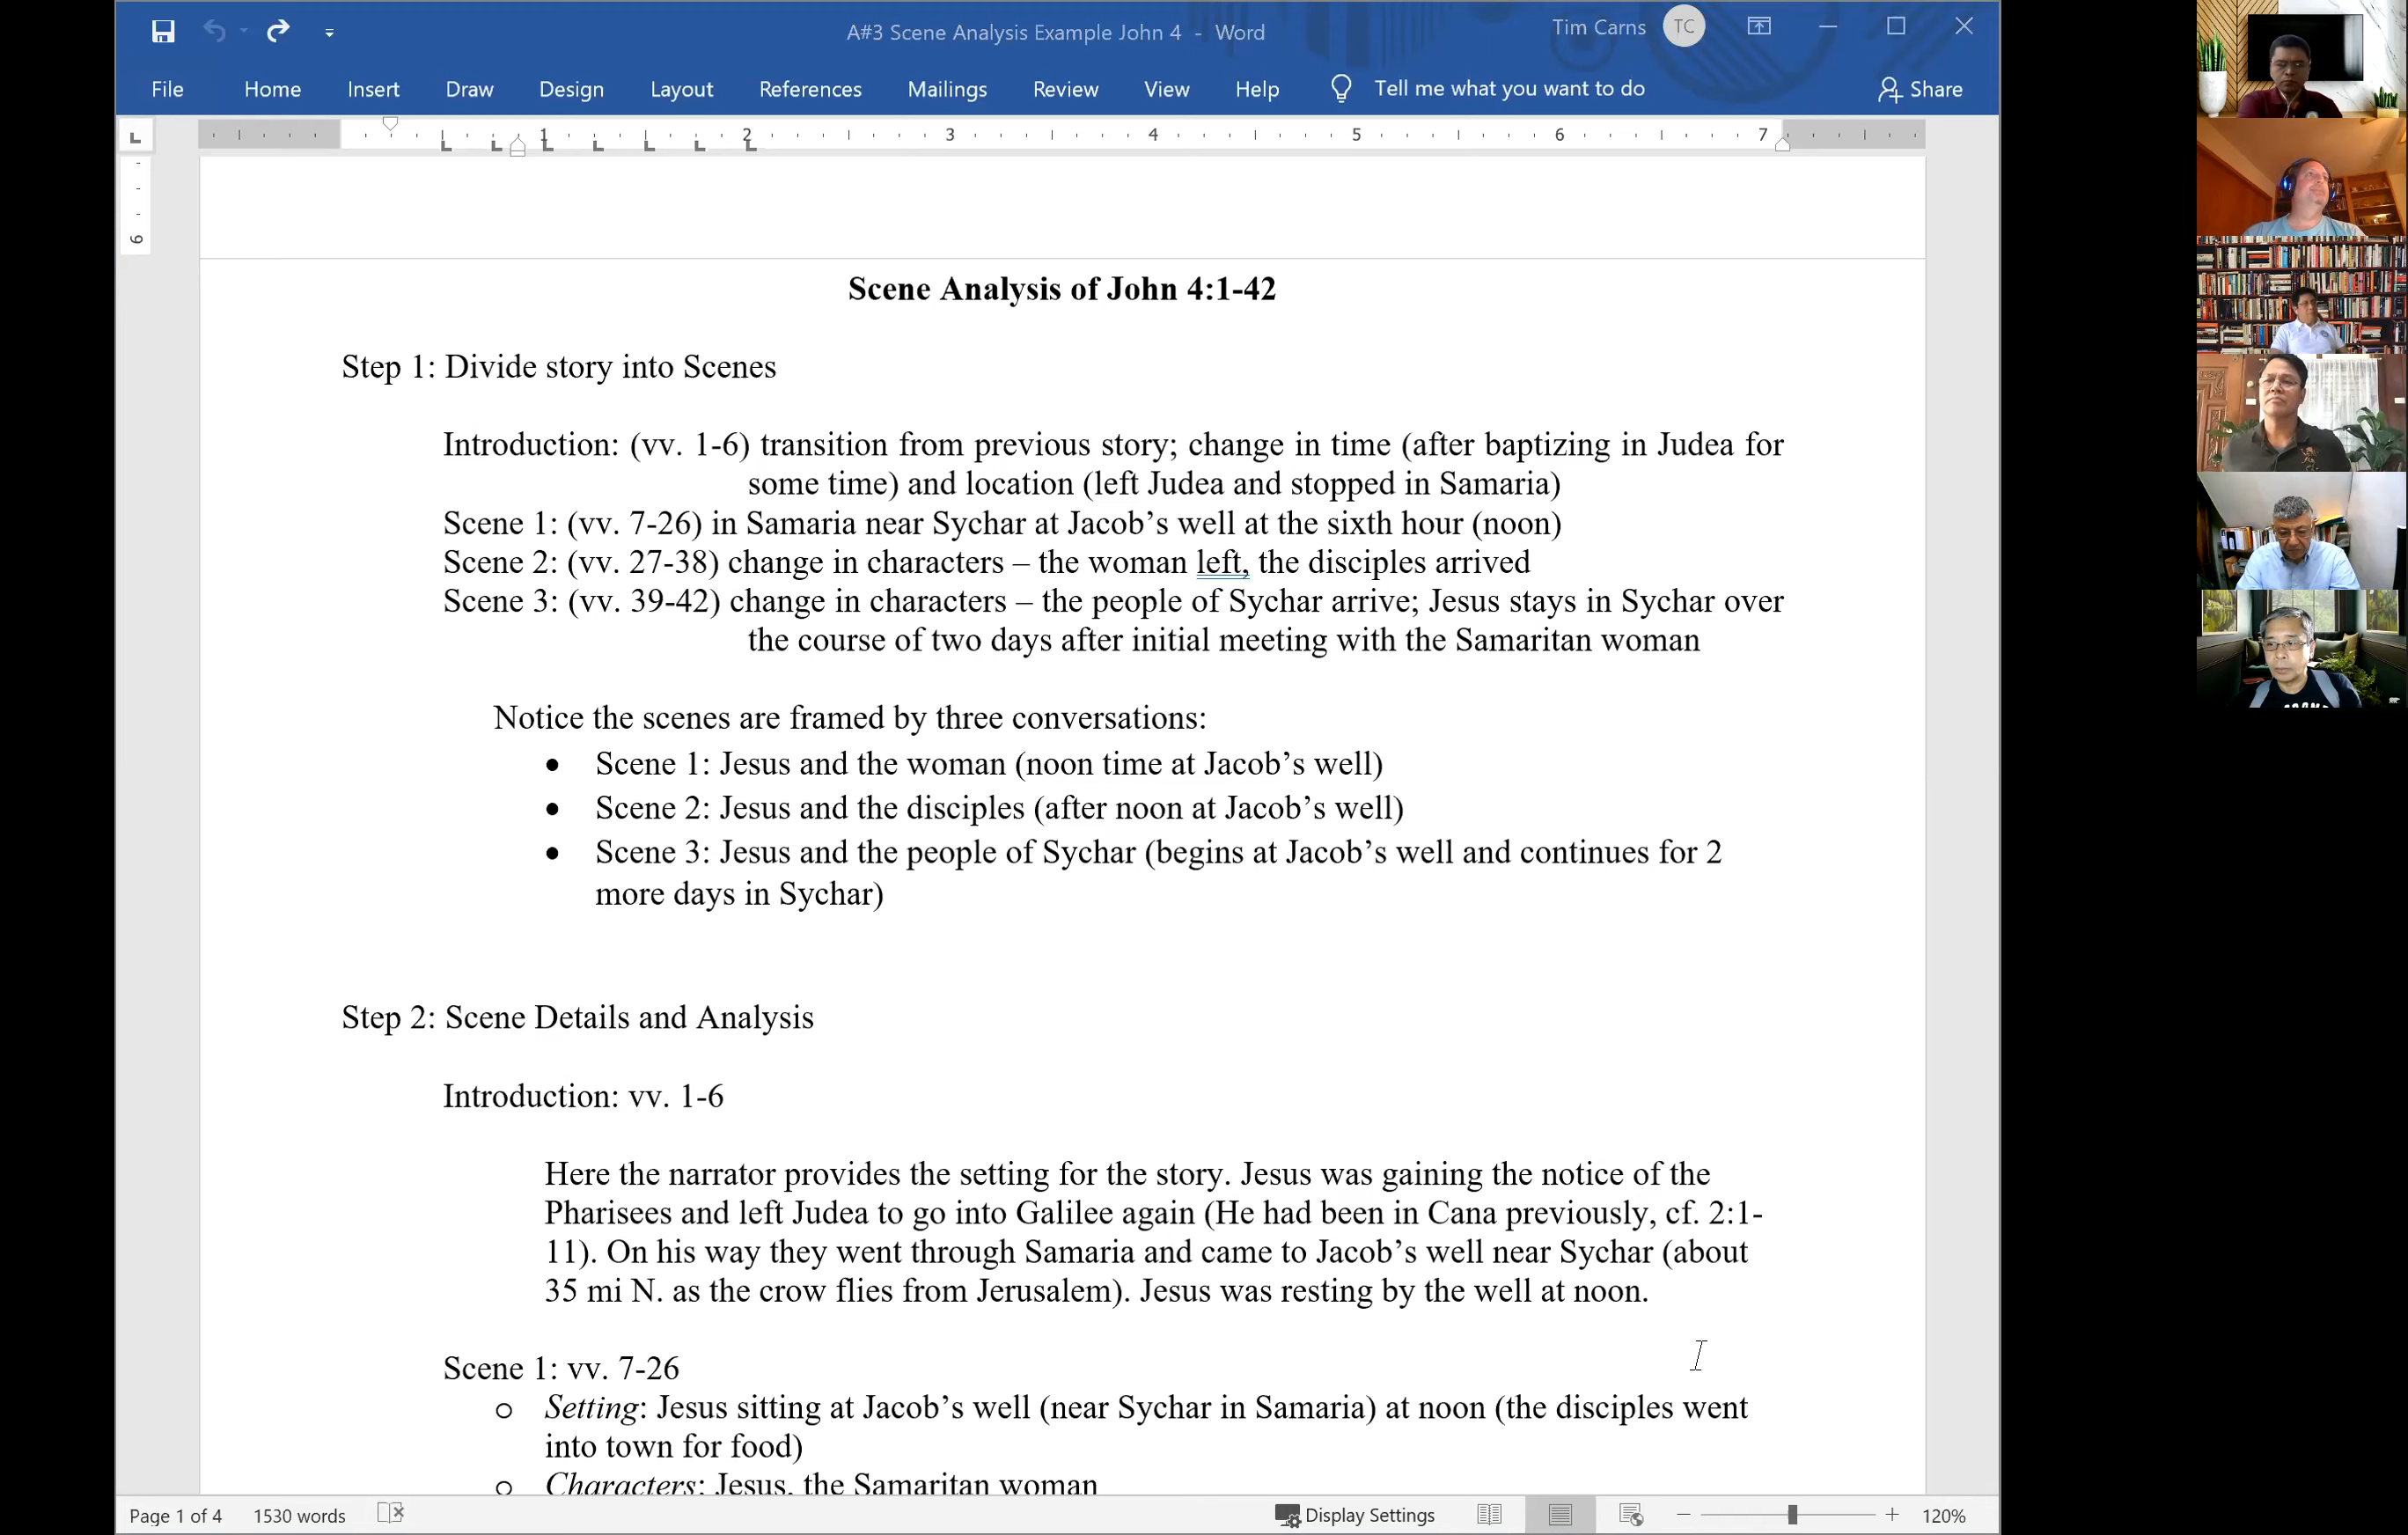 A#3 Scene Analysis Example John 4 - Word
Tim Carns TC
File Home Insert Draw Design Layout References Mailings Review View Help Tell me what you want to do Share
1 2 3 4 5 6 7
9
Scene Analysis of John 4:1-42
Step 1: Divide story into Scenes
Introduction: (vv. 1-6) transition from previous story; change in time (after baptizing in Judea for
some time) and location (left Judea and stopped in Samaria)
Scene 1: (vv. 7-26) in Samaria near Sychar at Jacob’s well at the sixth hour (noon)
Scene 2: (vv. 27-38) change in characters – the woman left, the disciples arrived
Scene 3: (vv. 39-42) change in characters – the people of Sychar arrive; Jesus stays in Sychar over
the course of two days after initial meeting with the Samaritan woman
Notice the scenes are framed by three conversations:
• Scene 1: Jesus and the woman (noon time at Jacob’s well)
• Scene 2: Jesus and the disciples (after noon at Jacob’s well)
• Scene 3: Jesus and the people of Sychar (begins at Jacob’s well and continues for 2
more days in Sychar)
Step 2: Scene Details and Analysis
Introduction: vv. 1-6
Here the narrator provides the setting for the story. Jesus was gaining the notice of the
Pharisees and left Judea to go into Galilee again (He had been in Cana previously, cf. 2:1-
11). On his way they went through Samaria and came to Jacob’s well near Sychar (about
35 mi N. as the crow flies from Jerusalem). Jesus was resting by the well at noon.
Scene 1: vv. 7-26
o Setting: Jesus sitting at Jacob’s well (near Sychar in Samaria) at noon (the disciples went
into town for food)
o Characters: Jesus, the Samaritan woman
Page 1 of 4 1530 words Display Settings 120%